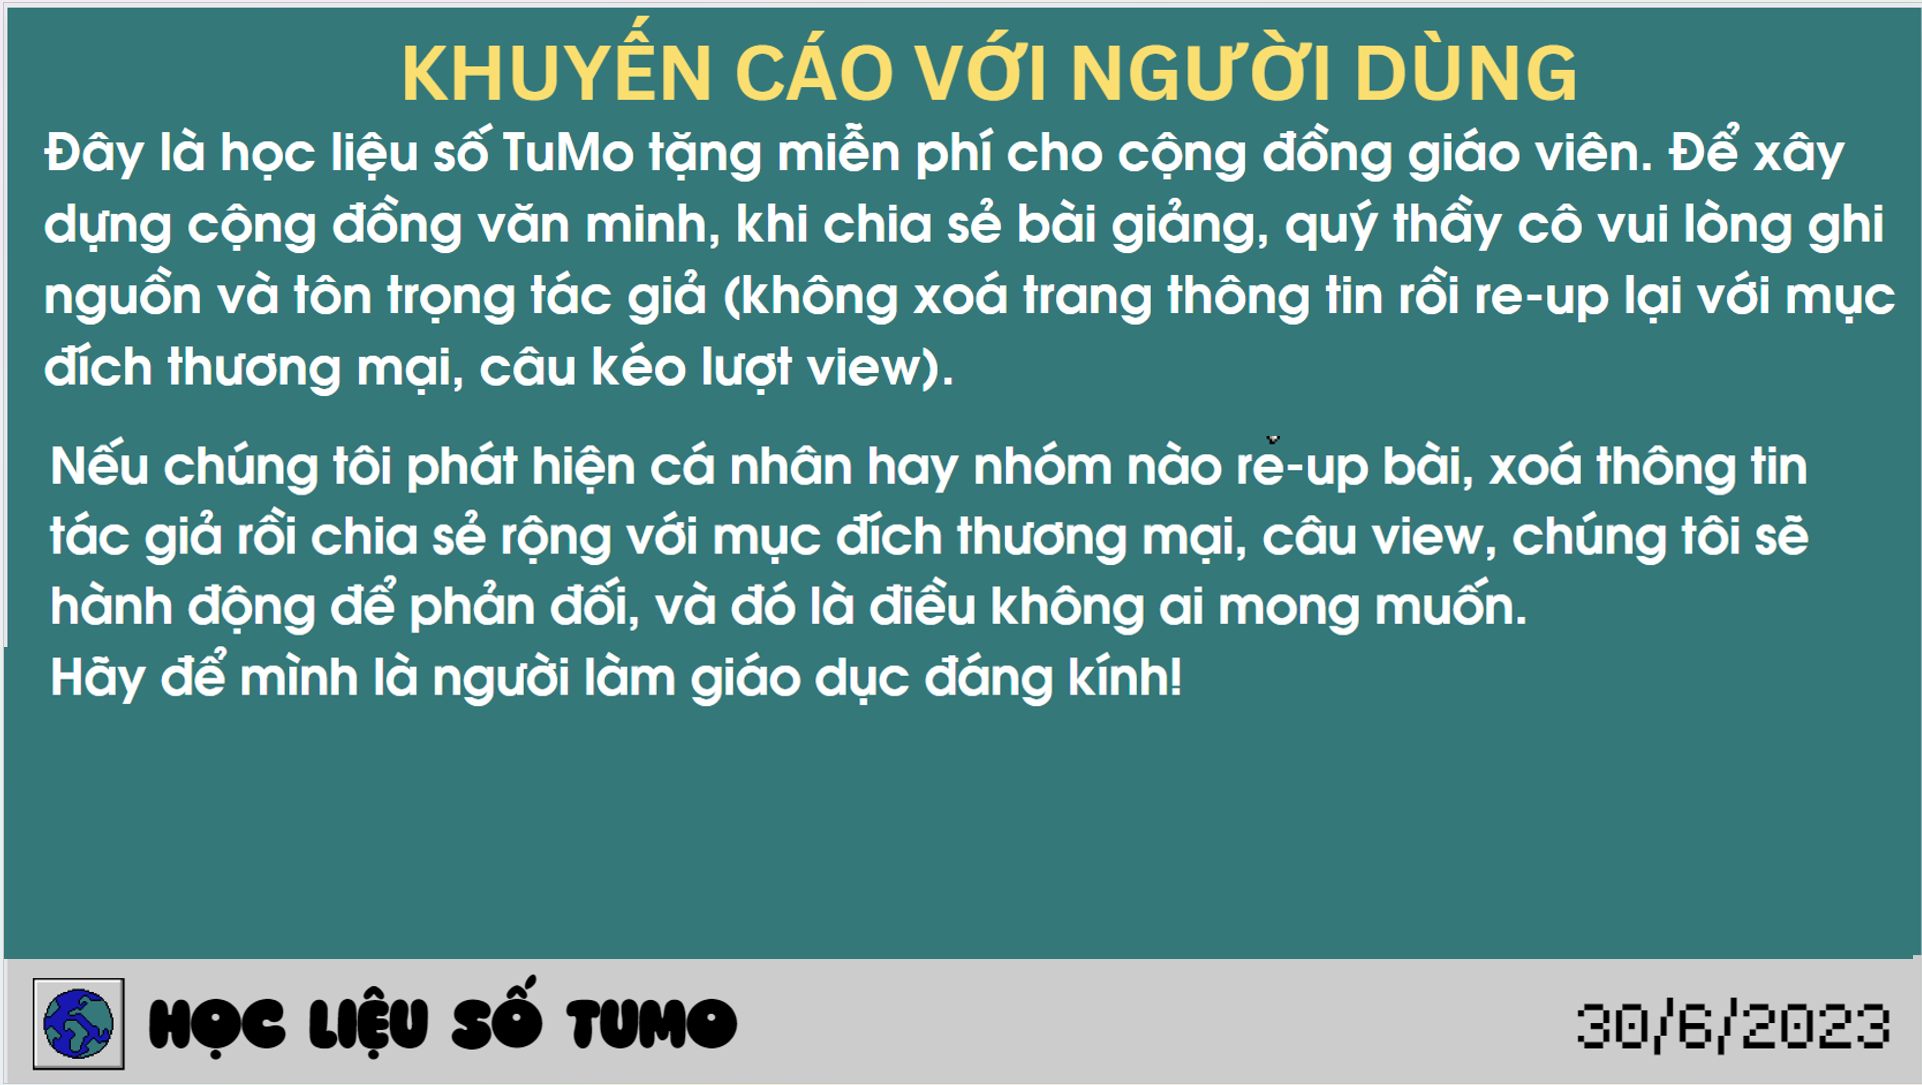 KHUYẾN CÁO VỚI NGƯỜI DÙNG
Đây là học liệu số TuMo tặng miễn phí cho cộng đồng giáo viên. Để xây
dựng cộng đồng văn minh, khi chia sẻ bài giảng, quý thầy cô vui lòng ghi
nguồn và tôn trọng tác giả (không xoá trang thông tin rồi re-up lại với mục
đích thương mại, câu kéo lượt view).
Nếu chúng tôi phát hiện cá nhân hay nhóm nào re-up bài, xoá thông tin
tác giả rồi chia sẻ rộng với mục đích thương mại, câu view, chúng tôi sẽ
hành động để phản đối, và đó là điều không ai mong muốn.
Hãy để mình là người làm giáo dục đáng kính!
HỌC LIỆU SỐ TUMO
30/6/2023